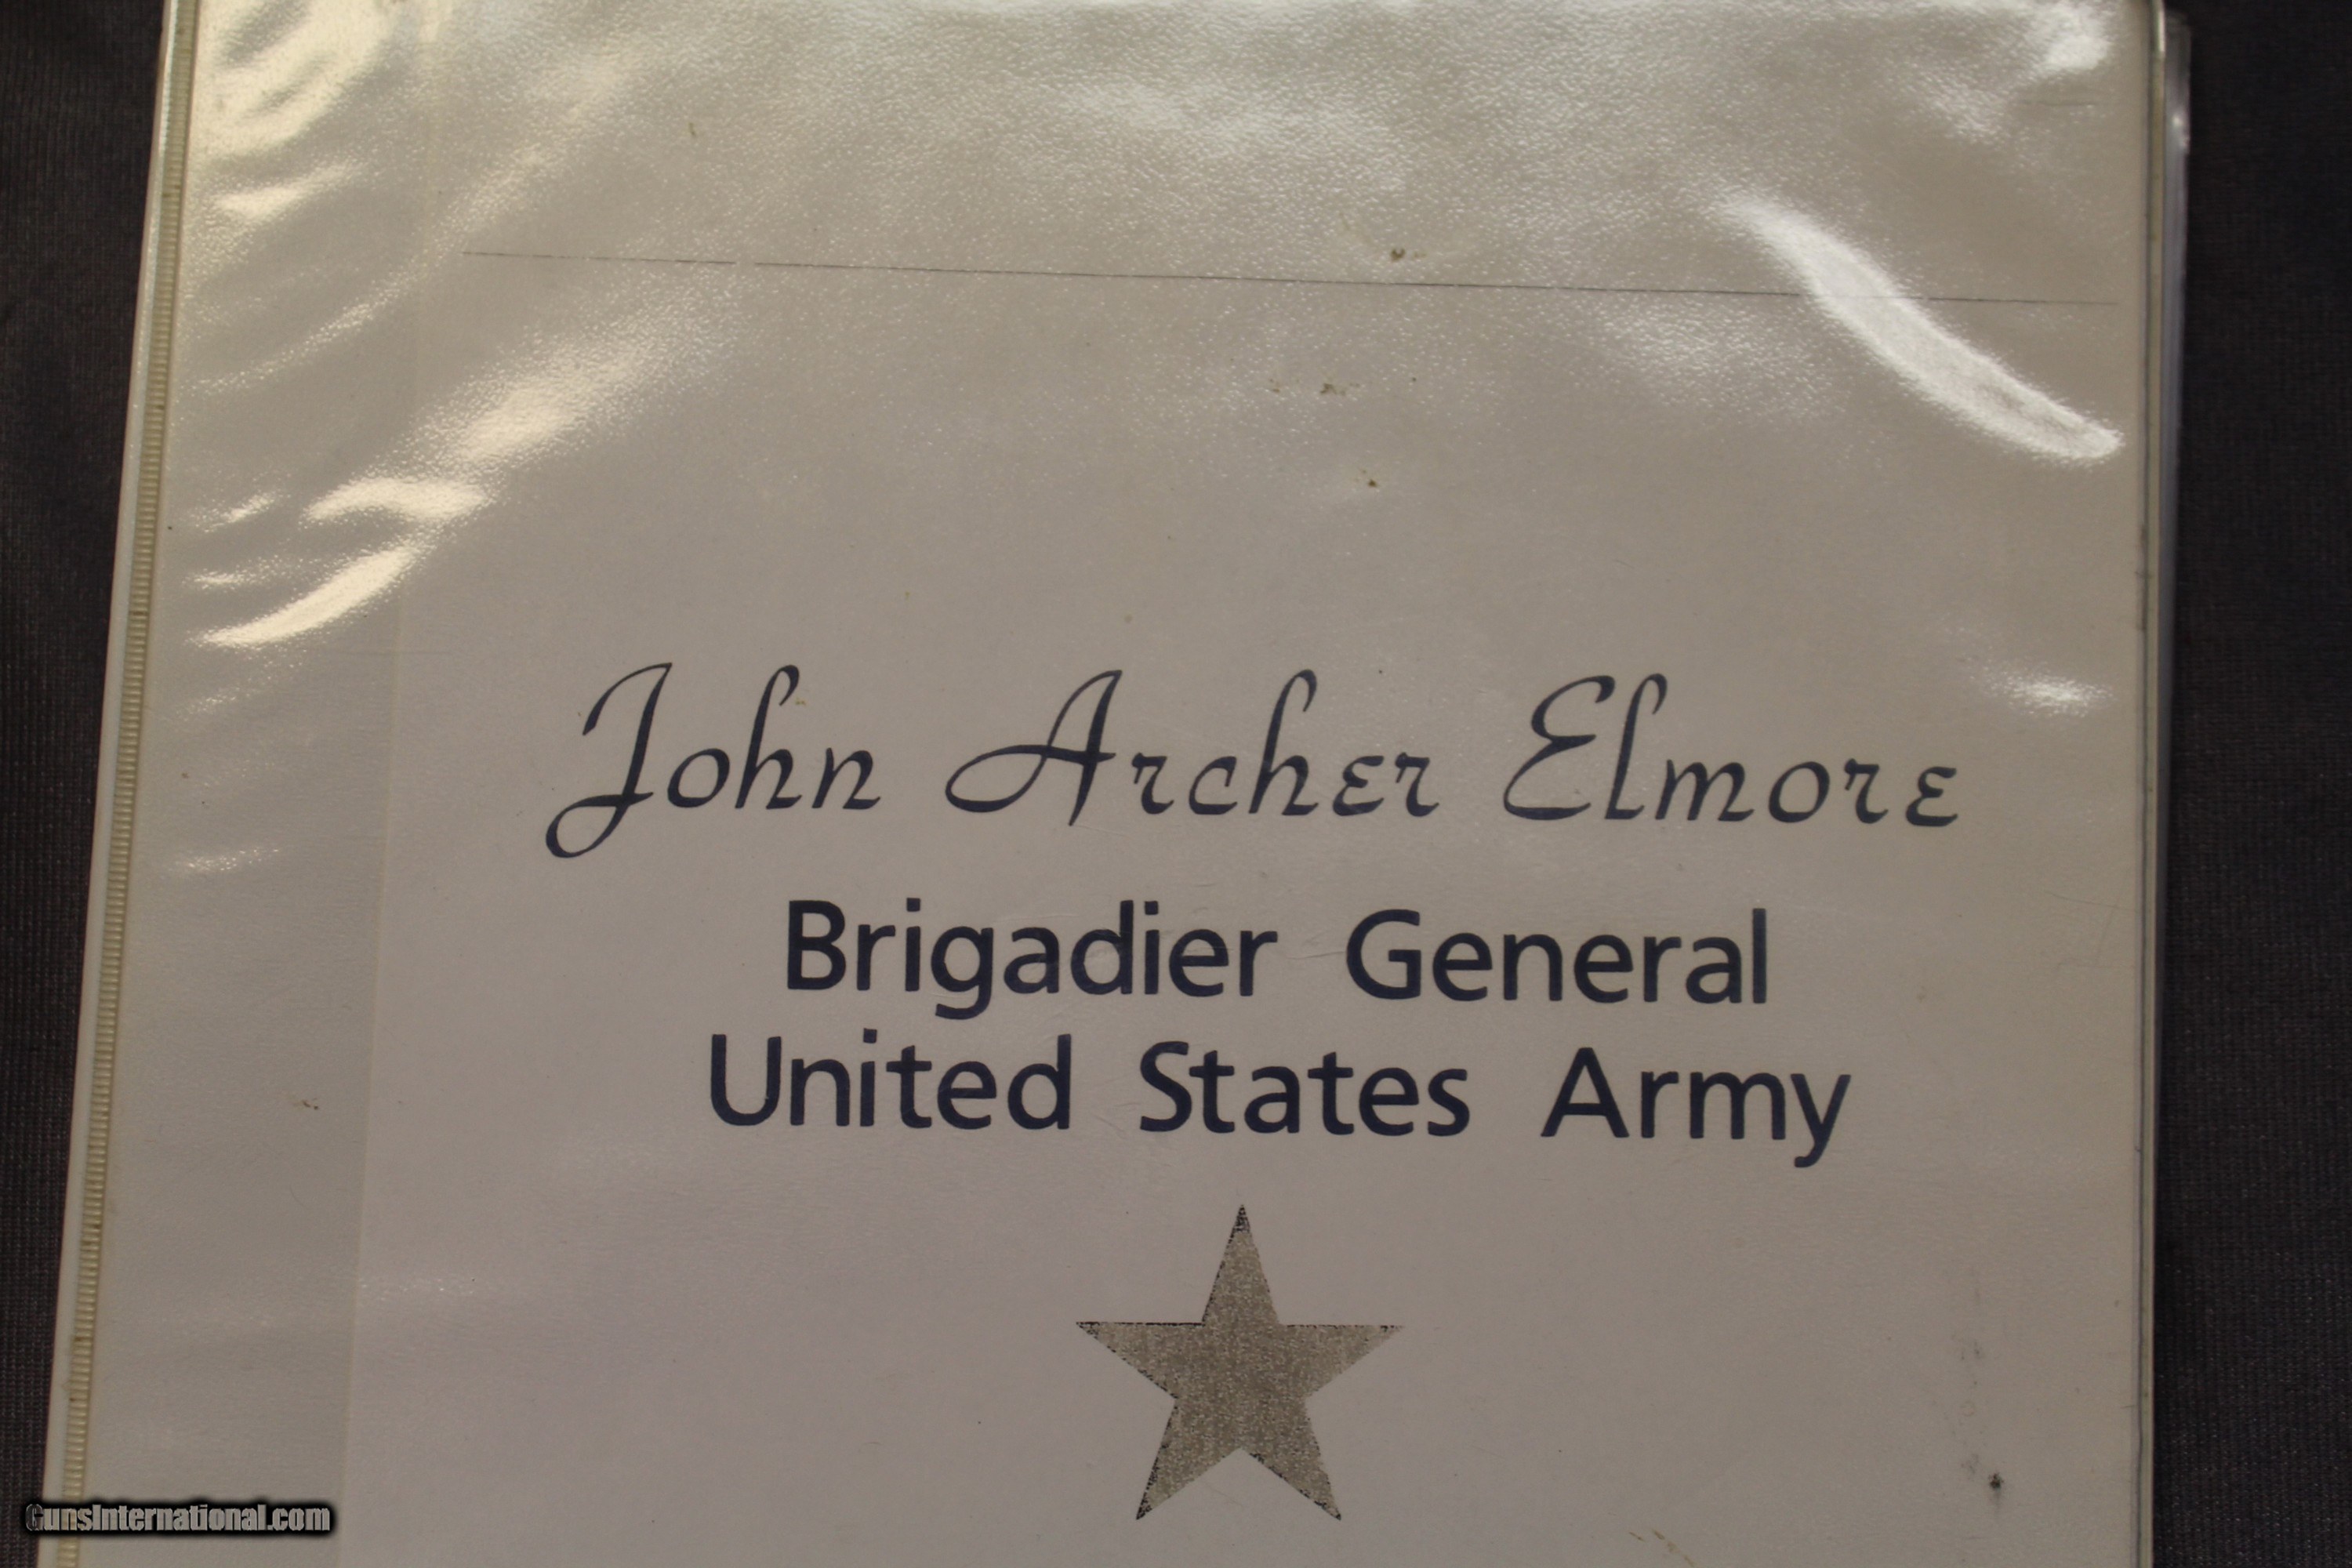 John Archer Elmore
Brigadier General
United States Army
GunsInternational.com